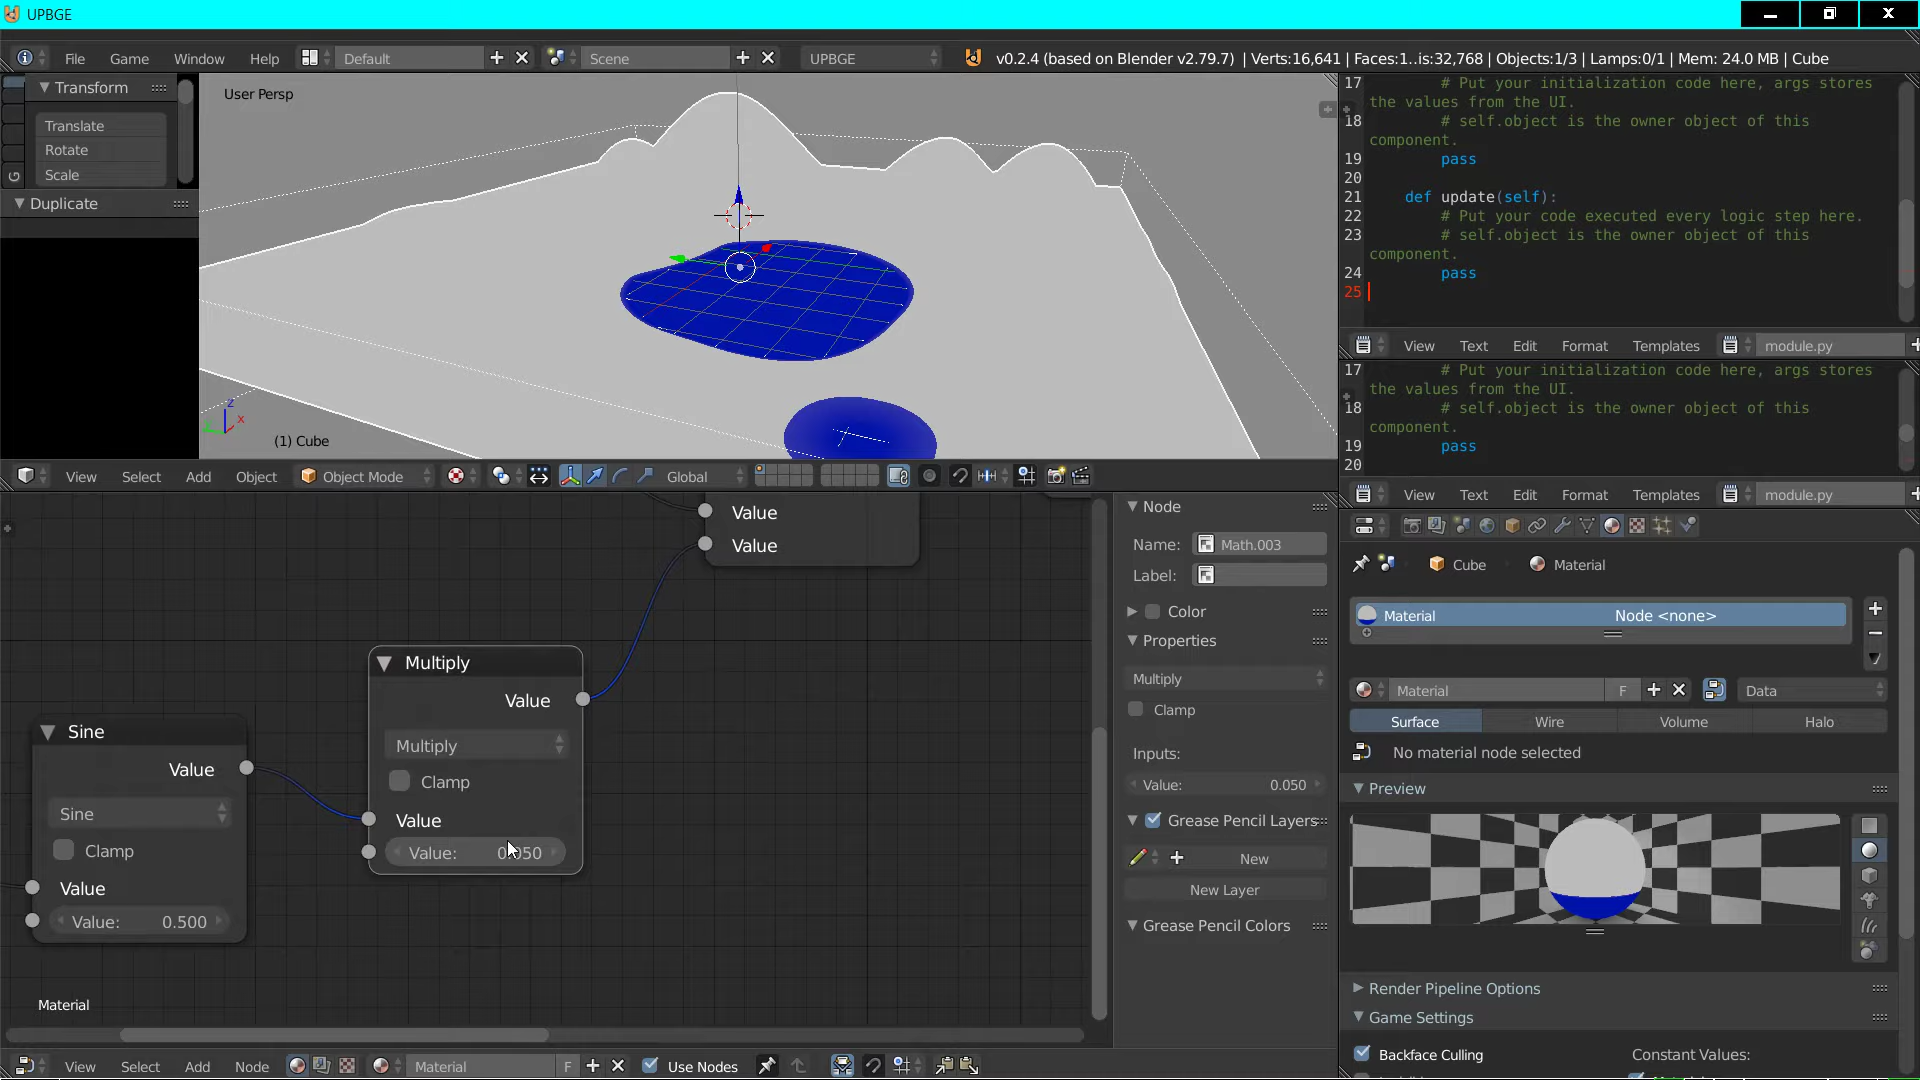 UPBGE
File Game Window Help Default Scene UPBGE v0.2.4 (based on Blender v2.79.7) | Verts:16,641 | Faces:1..is:32,768 | Objects:1/3 | Lamps:0/1 | Mem: 24.0 MB | Cube
Transform
Translate
Rotate
Scale
G
Duplicate
User Persp
z
x
(1) Cube
View Select Add Object Object Mode Global
17 # Put your initialization code here, args stores
the values from the UI.
18 # self.object is the owner object of this
component.
19 pass
20
21 def update(self):
22 # Put your code executed every logic step here.
23 # self.object is the owner object of this
component.
24 pass
25
View Text Edit Format Templates module.py
17 # Put your initialization code here, args stores
the values from the UI.
18 # self.object is the owner object of this
component.
19 pass
20
View Text Edit Format Templates module.py
Value
Value
Multiply
Value
Multiply
Clamp
Value
Value: 0.050
Sine
Value
Sine
Clamp
Value
Value: 0.500
Material
View Select Add Node Material F Use Nodes
Node
Name: Math.003
Label:
Color
Properties
Multiply
Clamp
Inputs:
Value: 0.050
Grease Pencil Layers
New
New Layer
Grease Pencil Colors
Cube Material
Material Node <none>
Material F Data
Surface Wire Volume Halo
No material node selected
Preview
Render Pipeline Options
Game Settings
Backface Culling Constant Values: